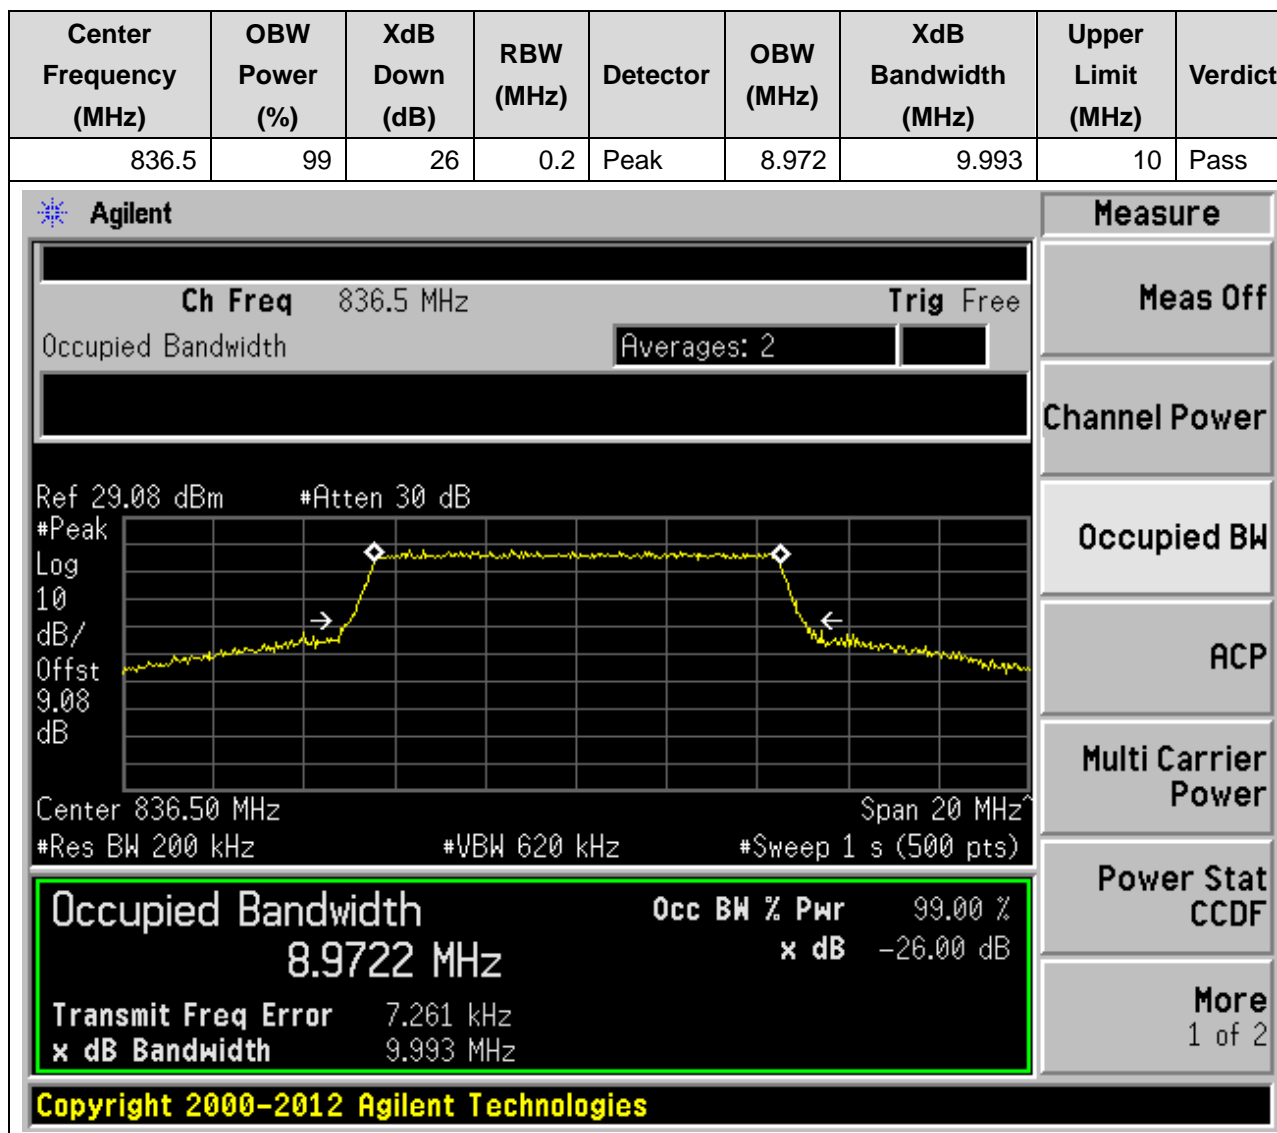 Center Frequency (MHz) OBW Power (%) XdB Down (dB) RBW (MHz) Detector OBW (MHz) XdB Bandwidth (MHz) Upper Limit (MHz) Verdict
836.5 99 26 0.2 Peak 8.972 9.993 10 Pass
Agilent
Measure
Ch Freq 836.5 MHz Trig Free
Meas Off
Occupied Bandwidth Averages: 2
Channel Power
Ref 29.08 dBm #Atten 30 dB
#Peak
Log
10
dB/
Offst
9.08
dB
Occupied BW
ACP
Multi Carrier
Power
Center 836.50 MHz Span 20 MHz^
#Res BW 200 kHz #VBW 620 kHz #Sweep 1 s (500 pts)
Power Stat
CCDF
Occupied Bandwidth Occ BW % Pwr 99.00 %
8.9722 MHz x dB -26.00 dB
Transmit Freq Error 7.261 kHz
x dB Bandwidth 9.993 MHz
More
1 of 2
Copyright 2000-2012 Agilent Technologies